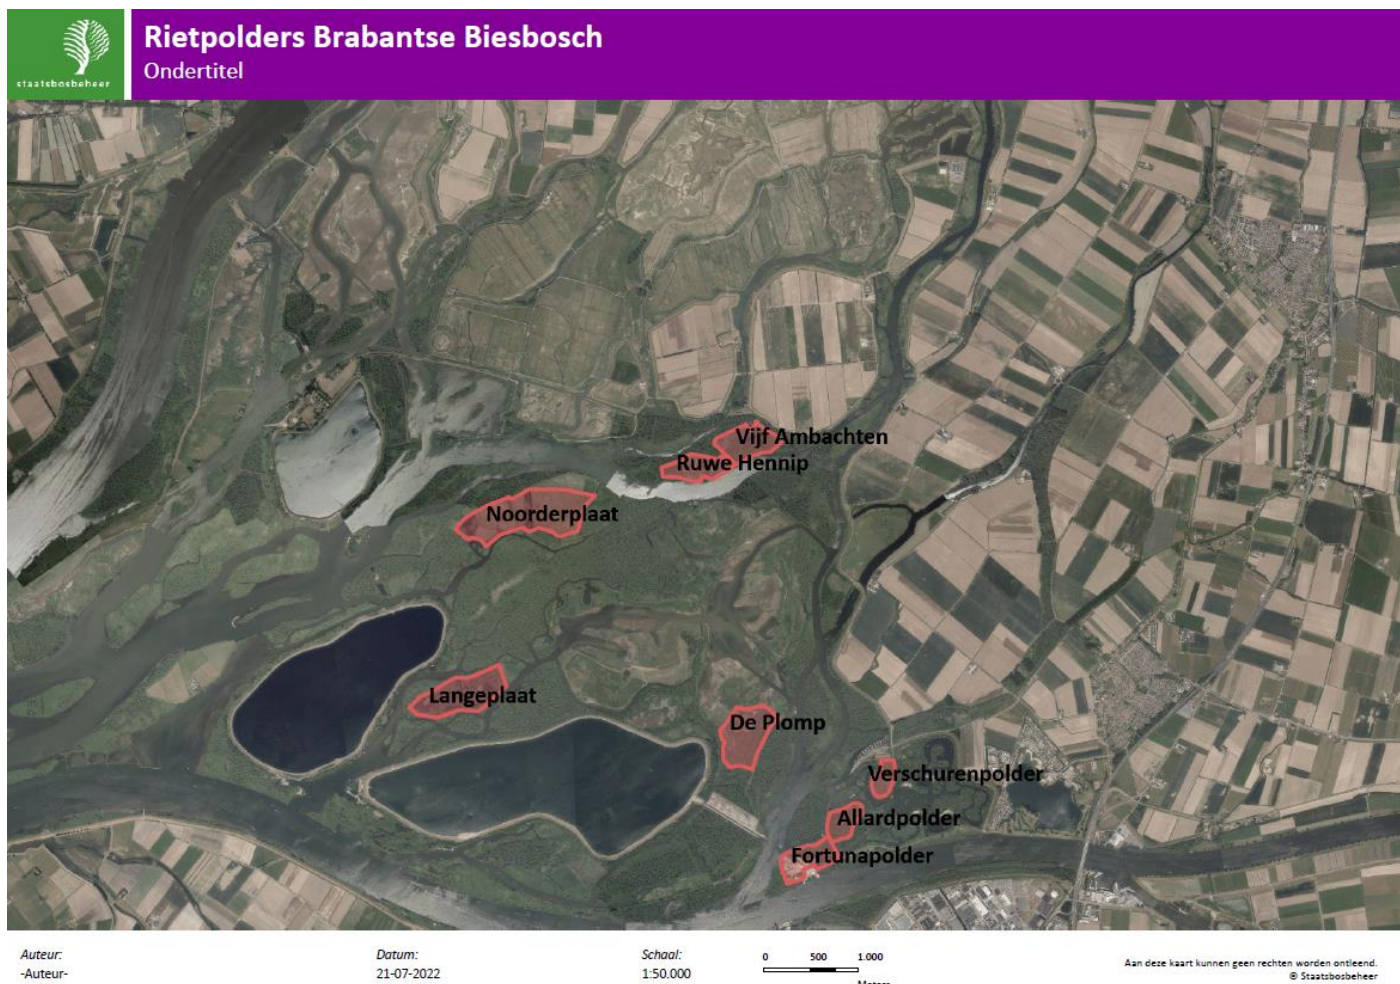 staatsbosbeheer
Rietpolders Brabantse Biesbosch
Ondertitel
Vijf Ambachten
Ruwe Hennip
Noorderplaat
Langeplaat
De Plomp
Verschurenpolder
Allardpolder
Fortunapolder
Auteur:
-Auteur-
Datum:
21-07-2022
Schaal:
1:50.000
0 500 1.000
Meters
Aan deze kaart kunnen geen rechten worden ontleend.
© Staatsbosbeheer